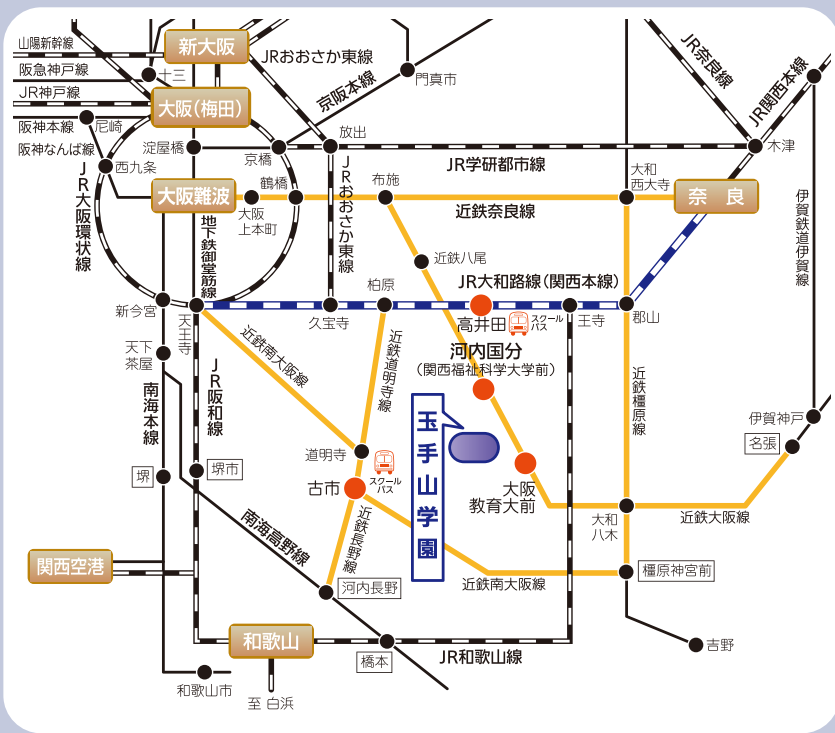 山陽新幹線
新大阪
阪急神戸線
十三
JRおおさか東線
JR奈良線
JR関西本線
JR神戸線
大阪(梅田)
京阪本線
門真市
阪神本線
尼崎
淀屋橋
京橋
放出
木津
阪神なんば線
西九条
JR学研都市線
JR大阪環状線
大阪難波
鶴橋
大阪
上本町
JRおおさか東線
布施
近鉄奈良線
大和
西大寺
奈良
伊賀鉄道伊賀線
地下鉄御堂筋線
近鉄八尾
柏原
JR大和路線(関西本線)
新今宮
天王寺
久宝寺
高井田
スクール
バス
王寺
郡山
天下
茶屋
近鉄南大阪線
近鉄道明寺線
河内国分
(関西福祉科学大学前)
JR阪和線
南海本線
近鉄橿原線
伊賀神戸
名張
玉手山学園
道明寺
スクール
バス
堺
堺市
古市
大阪
教育大前
大和
八木
近鉄大阪線
南海高野線
近鉄長野線
関西空港
河内長野
近鉄南大阪線
橿原神宮前
和歌山
橋本
JR和歌山線
吉野
和歌山市
至 白浜